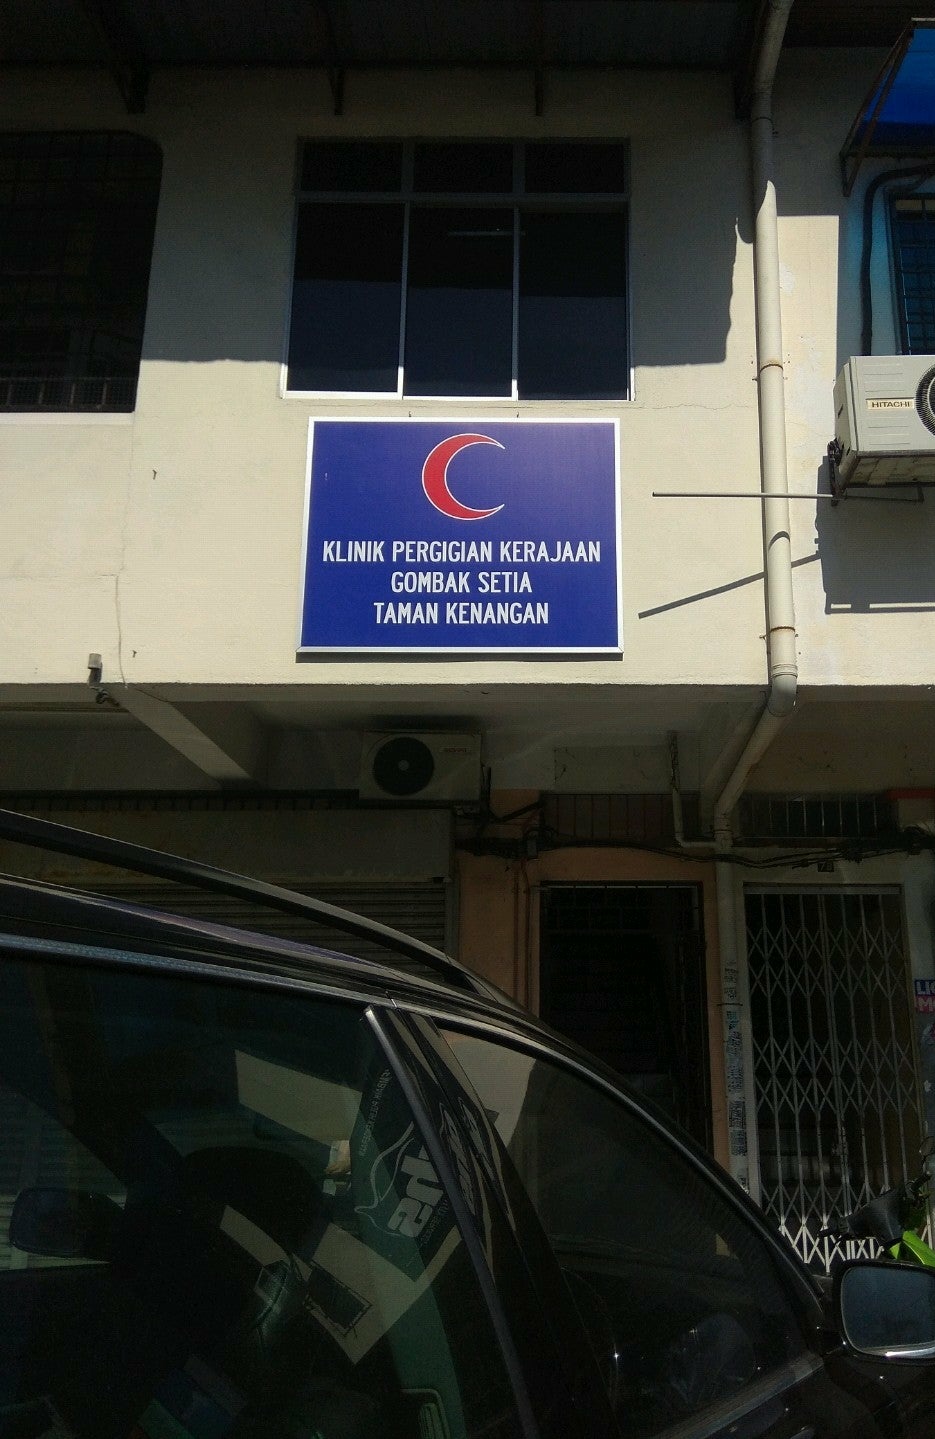 HITACHI
KLINIK PERGIGIAN KERAJAAN
GOMBAK SETIA
TAMAN KENANGAN